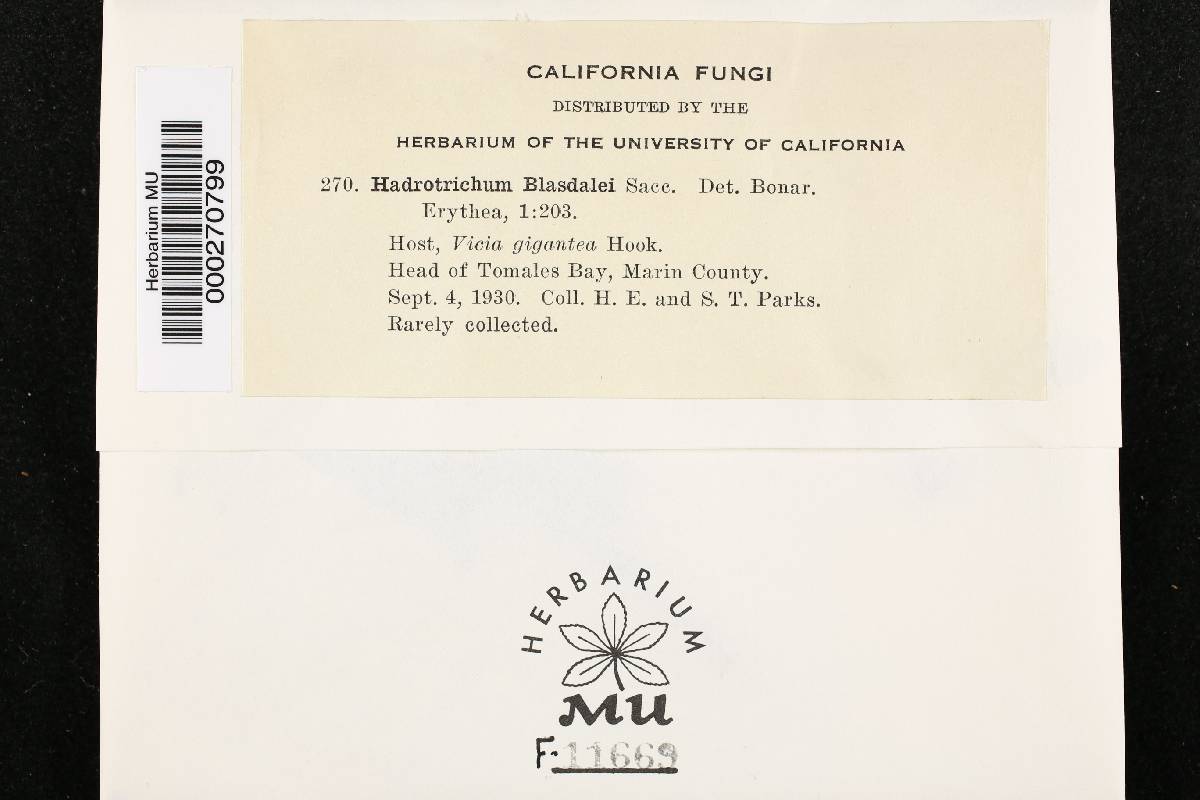 CALIFORNIA FUNGI
DISTRIBUTED BY THE
HERBARIUM OF THE UNIVERSITY OF CALIFORNIA
270. Hadrotrichum Blasdalei Sacc. Det. Bonar.
Erythea, 1:203.
Host, Vicia gigantea Hook.
Head of Tomales Bay, Marin County.
Sept. 4, 1930. Coll. H. E. and S. T. Parks.
Rarely collected.
Herbarium MU
000270799
HERBARIUM
MU
F-11669